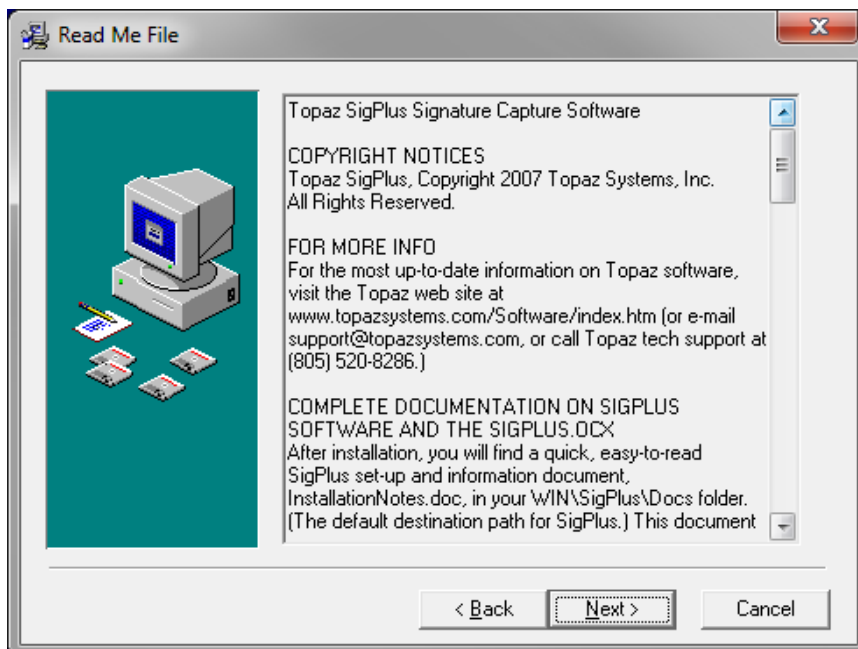 Read Me File
Topaz SigPlus Signature Capture Software
COPYRIGHT NOTICES
Topaz SigPlus, Copyright 2007 Topaz Systems, Inc.
All Rights Reserved.
FOR MORE INFO
For the most up-to-date information on Topaz software,
visit the Topaz web site at
www.topazsystems.com/Software/index.htm (or e-mail
support@topazsystems.com, or call Topaz tech support at
(805) 520-8286.)
COMPLETE DOCUMENTATION ON SIGPLUS
SOFTWARE AND THE SIGPLUS.OCX
After installation, you will find a quick, easy-to-read
SigPlus set-up and information document,
InstallationNotes.doc, in your WIN\SigPlus\Docs folder.
(The default destination path for SigPlus.) This document
< Back Next > Cancel